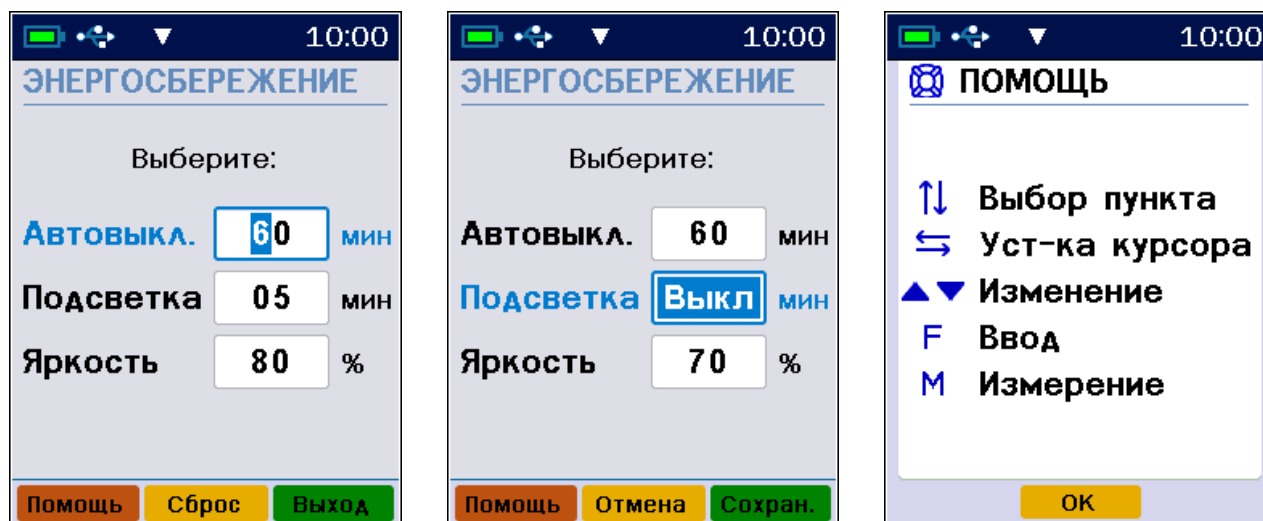 10:00
ЭНЕРГОСБЕРЕЖЕНИЕ
Выберите:
Автовыкл. 60 мин
Подсветка 05 мин
Яркость 80 %
Помощь Сброс Выход
10:00
ЭНЕРГОСБЕРЕЖЕНИЕ
Выберите:
Автовыкл. 60 мин
Подсветка Выкл мин
Яркость 70 %
Помощь Отмена Сохран.
10:00
ПОМОЩЬ
⇅ Выбор пункта
⇆ Уст-ка курсора
▲▼ Изменение
F Ввод
M Измерение
OK